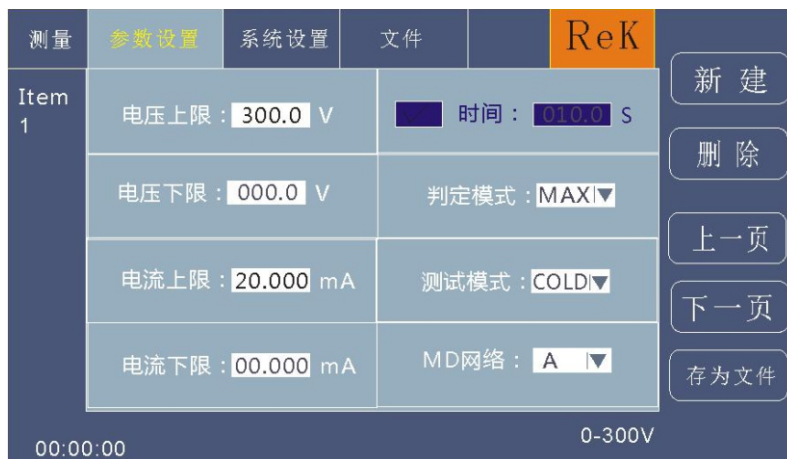 测量 参数设置 系统设置 文件 ReK
Item
1
电压上限：300.0 V
时间： 010.0 S
电压下限：000.0 V
判定模式：MAX
电流上限：20.000 mA
测试模式：COLD
电流下限：00.000 mA
MD网络： A
新 建
删 除
上一页
下一页
存为文件
00:00:00
0-300V